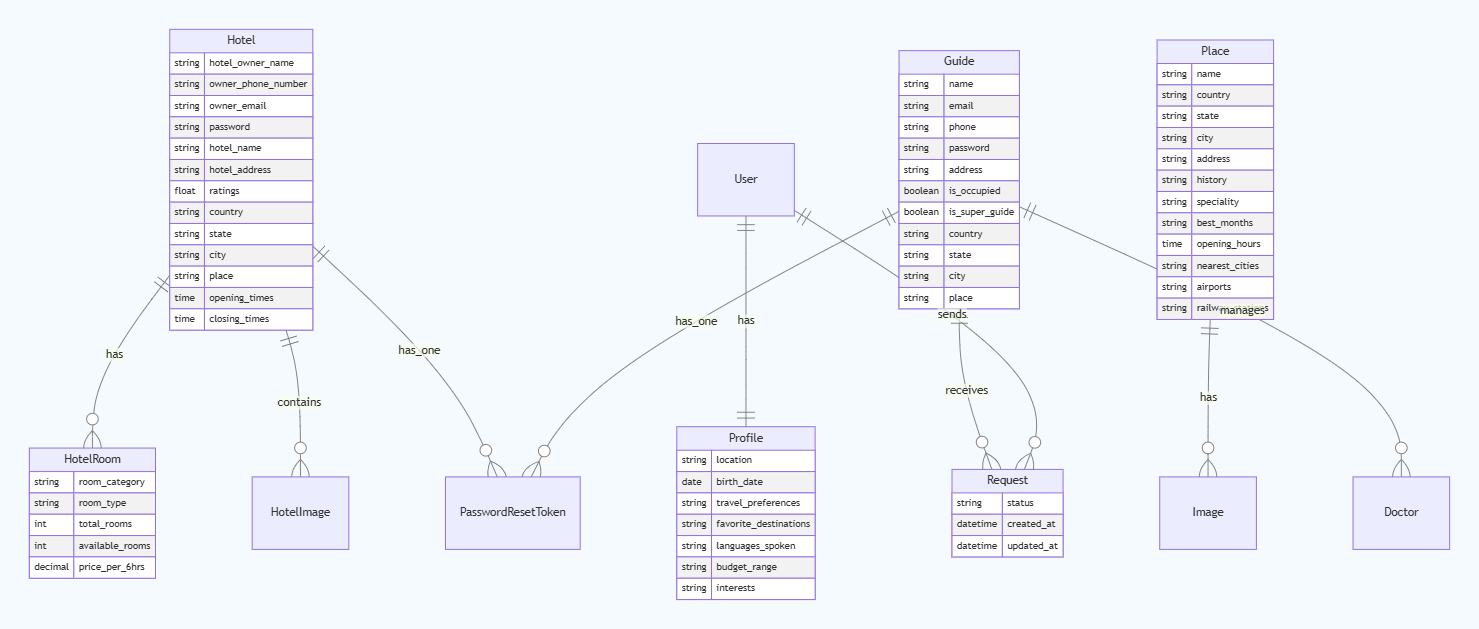 Hotel
string hotel_owner_name
string owner_phone_number
string owner_email
string password
string hotel_name
string hotel_address
float ratings
string country
string state
string city
string place
time opening_times
time closing_times
Guide
string name
string email
string phone
string password
string address
boolean is_occupied
boolean is_super_guide
string country
string state
string city
string place
Place
string name
string country
string state
string city
string address
string history
string speciality
string best_months
time opening_hours
string nearest_cities
string airports
string
manages
User
sends
has_one
has
has
has_one
receives
contains
has
HotelRoom
string room_category
string room_type
int total_rooms
int available_rooms
decimal price_per_6hrs
HotelImage
PasswordResetToken
Profile
string location
date birth_date
string travel_preferences
string favorite_destinations
string languages_spoken
string budget_range
string interests
Request
string status
datetime created_at
datetime updated_at
Image
Doctor